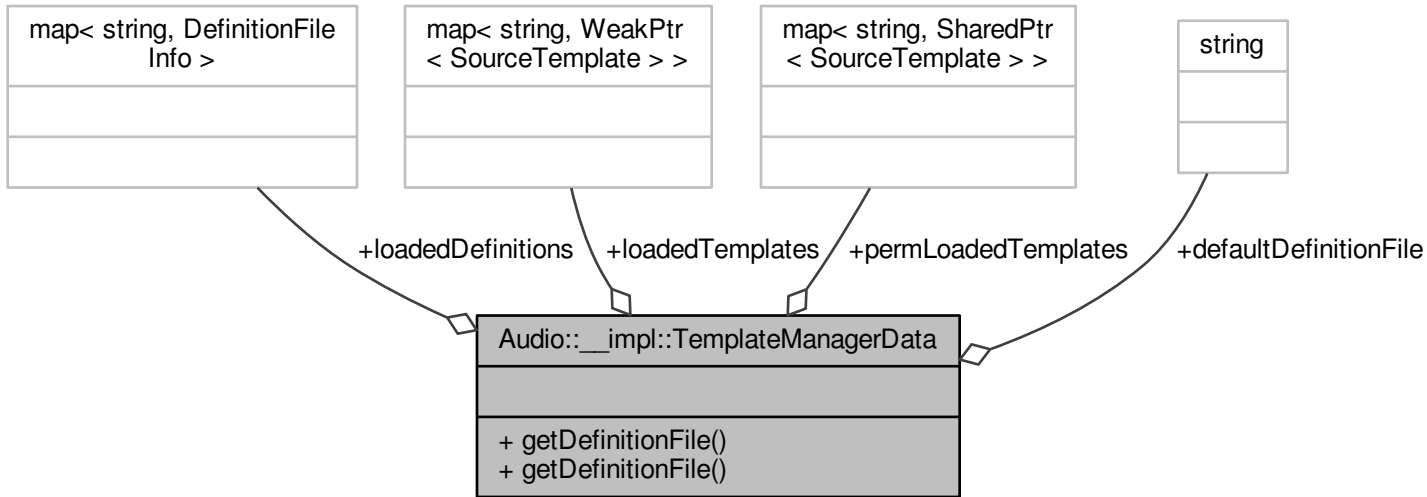 map< string, DefinitionFile
Info >
map< string, WeakPtr
< SourceTemplate > >
map< string, SharedPtr
< SourceTemplate > >
string
+loadedDefinitions
+loadedTemplates
+permLoadedTemplates
+defaultDefinitionFile
Audio::__impl::TemplateManagerData
+ getDefinitionFile()
+ getDefinitionFile()